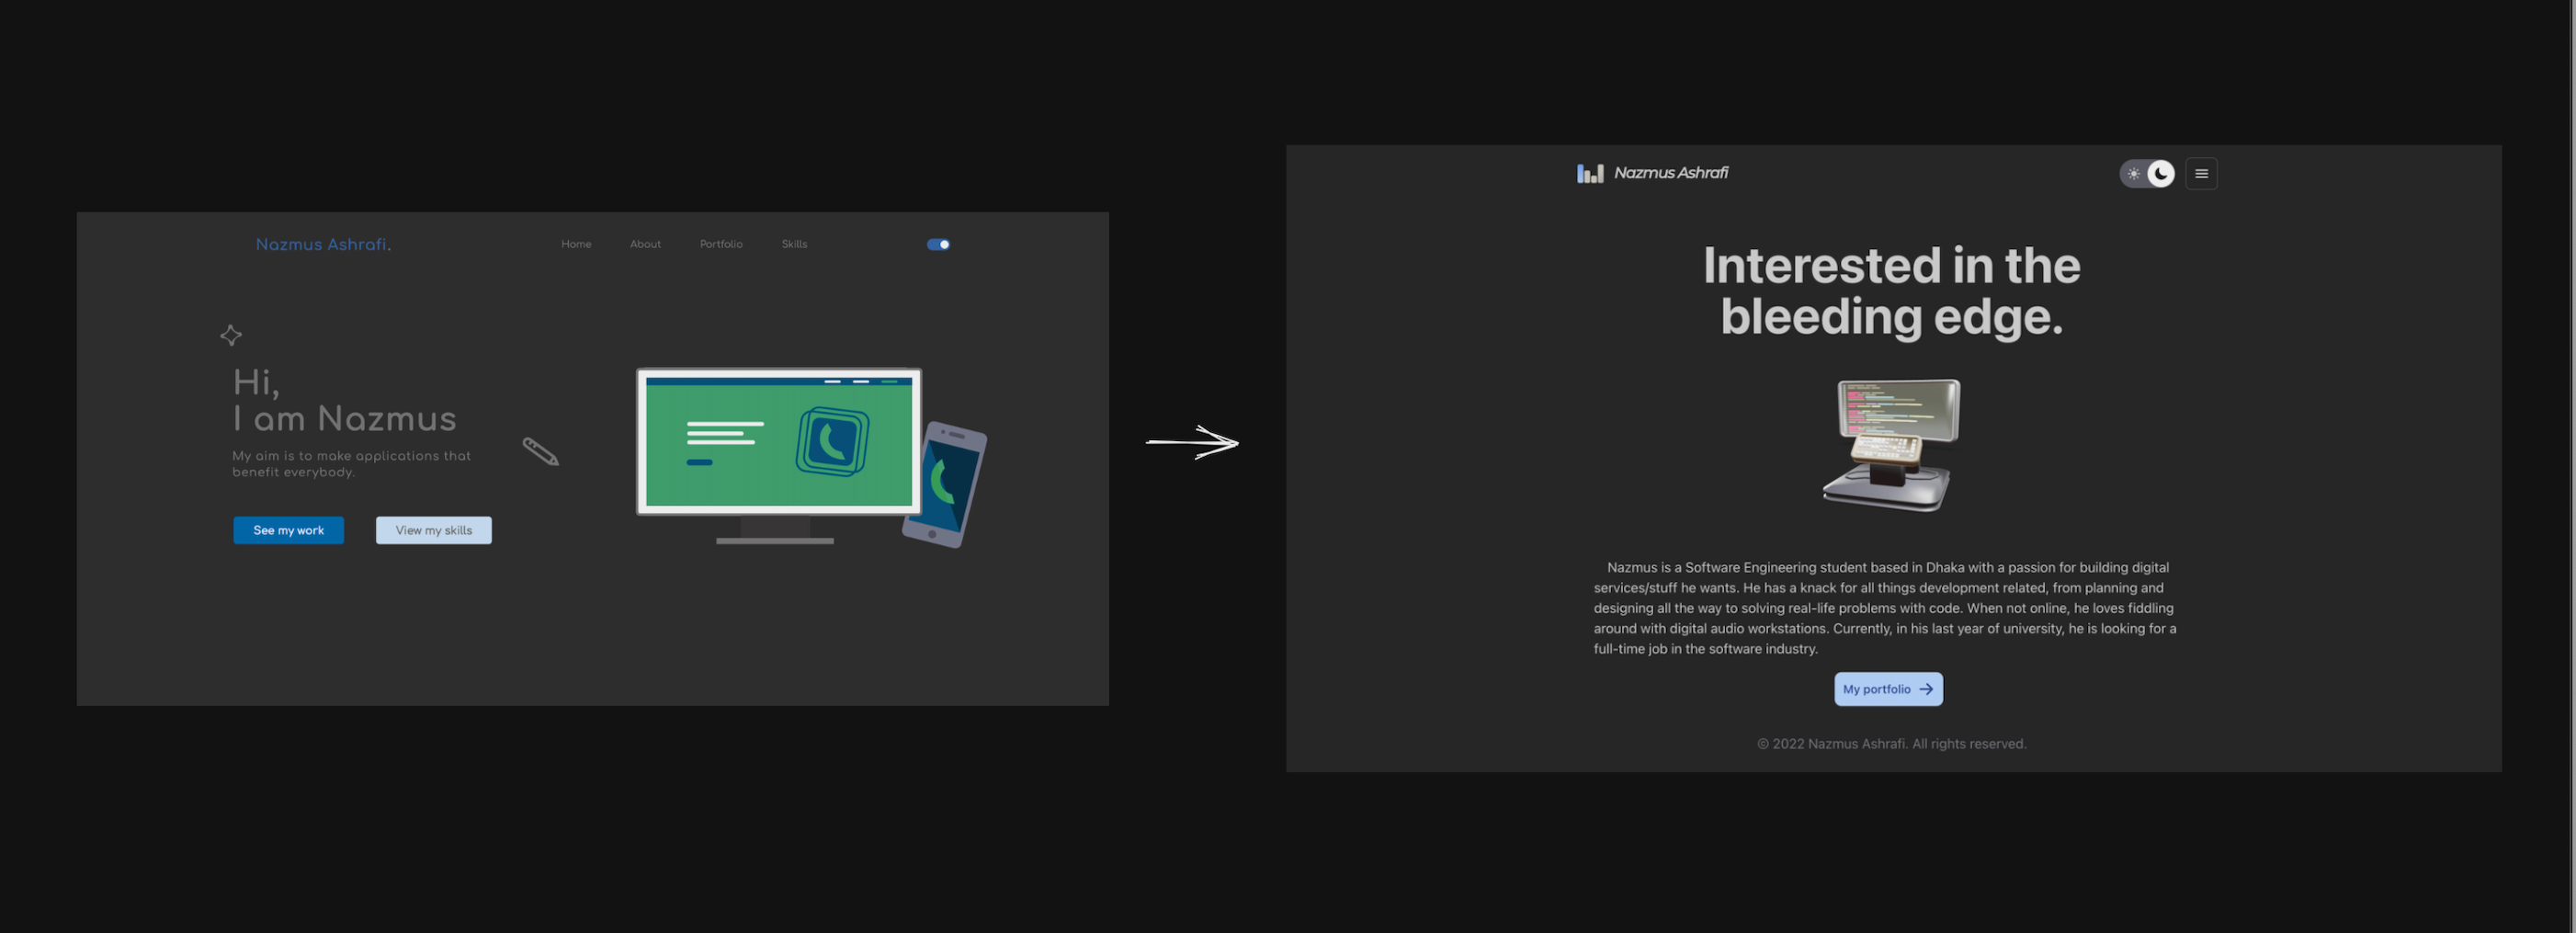 Nazmus Ashrafi.
Home About Portfolio Skills
Hi,
I am Nazmus
My aim is to make applications that
benefit everybody.
See my work View my skills
Nazmus Ashrafi
Interested in the
bleeding edge.
Nazmus is a Software Engineering student based in Dhaka with a passion for building digital
services/stuff he wants. He has a knack for all things development related, from planning and
designing all the way to solving real-life problems with code. When not online, he loves fiddling
around with digital audio workstations. Currently, in his last year of university, he is looking for a
full-time job in the software industry.
My portfolio
© 2022 Nazmus Ashrafi. All rights reserved.